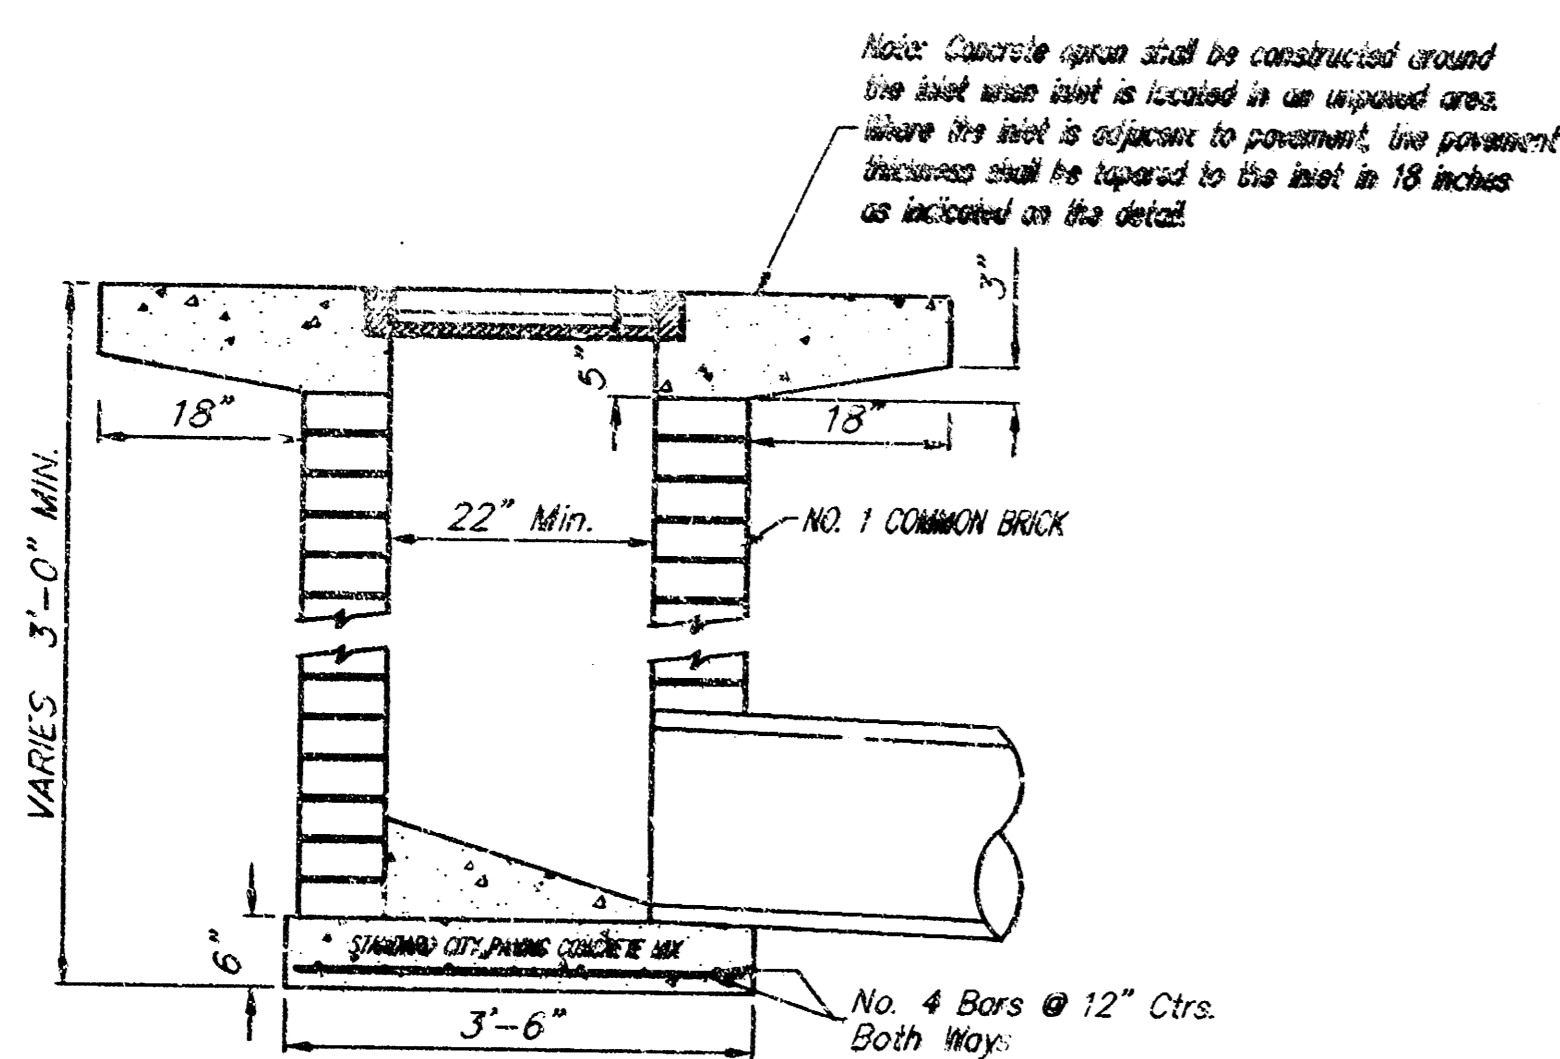 Note: Concrete apron shall be constructed around
the inlet when inlet is located in an unpaved area.
Where the inlet is adjacent to pavement, the pavement
thickness shall be tapered to the inlet in 18 inches
as indicated on the detail.
3"
5"
18"
18"
VARIES 3'-0" MIN.
22" Min.
NO. 1 COMMON BRICK
6"
STANDARD CITY PAVING CONCRETE MIX
No. 4 Bars @ 12" Ctrs.
Both Ways
3'-6"